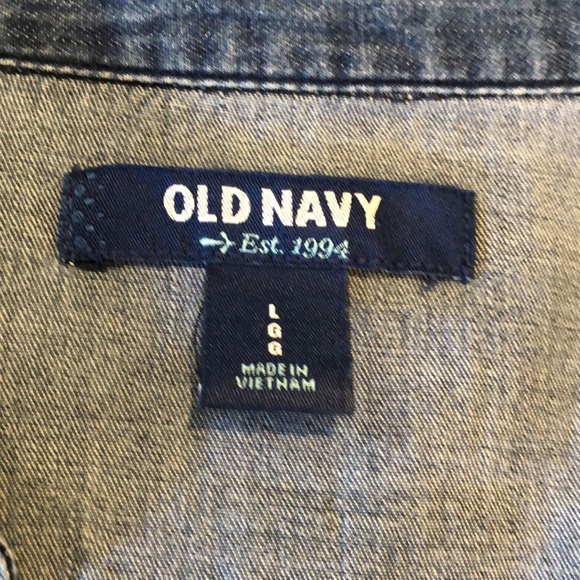 OLD NAVY
Est. 1994
L
G
G
MADE IN
VIETNAM